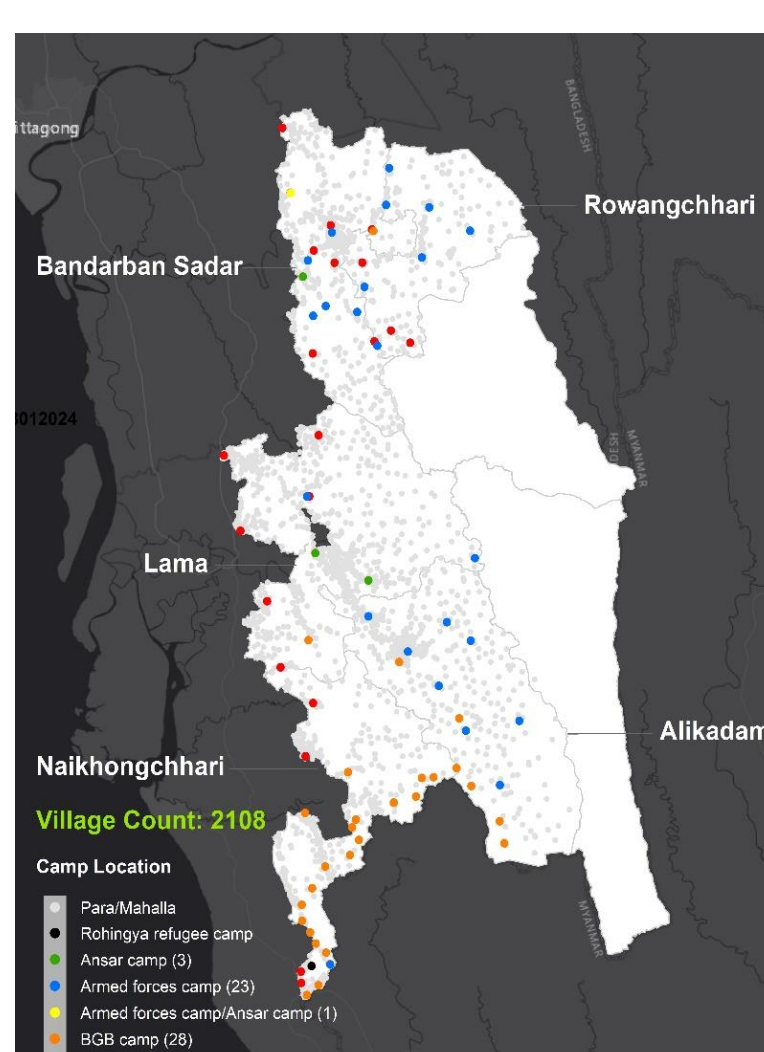 ittagong
BANGLADESH
Rowangchhari
Bandarban Sadar
3012024
DESH
MYANMAR
Lama
Alikadam
Naikhongchhari
Village Count: 2108
Camp Location
Para/Mahalla
Rohingya refugee camp
Ansar camp (3)
Armed forces camp (23)
Armed forces camp/Ansar camp (1)
BGB camp (28)
MYANMAR